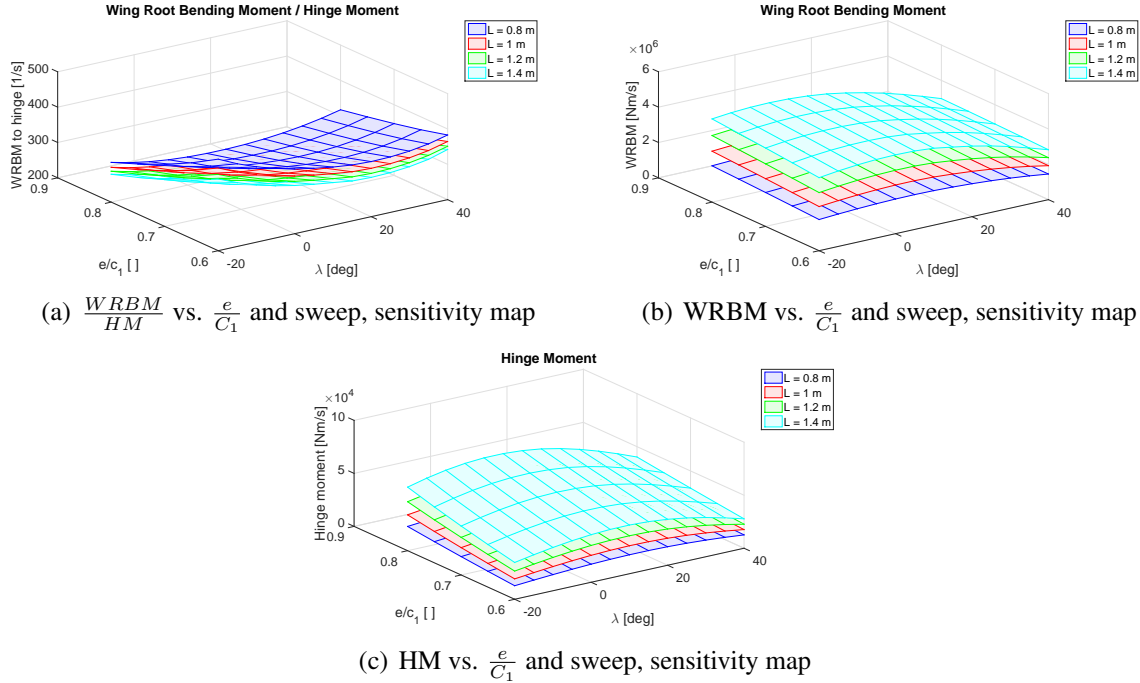 Wing Root Bending Moment / Hinge Moment
L = 0.8 m
L = 1 m
L = 1.2 m
L = 1.4 m
WRBM to hinge [1/s]
500
400
300
200
0.9
0.8
0.7
0.6
e/c₁ [ ]
-20
0
20
40
λ [deg]
(a) WRBM/HM vs. e/C₁ and sweep, sensitivity map
Wing Root Bending Moment
L = 0.8 m
L = 1 m
L = 1.2 m
L = 1.4 m
×10⁶
WRBM [Nm/s]
6
4
2
0
0.9
0.8
0.7
0.6
e/c₁ [ ]
-20
0
20
40
λ [deg]
(b) WRBM vs. e/C₁ and sweep, sensitivity map
Hinge Moment
L = 0.8 m
L = 1 m
L = 1.2 m
L = 1.4 m
×10⁴
Hinge moment [Nm/s]
10
5
0
0.9
0.8
0.7
0.6
e/c₁ [ ]
-20
0
20
40
λ [deg]
(c) HM vs. e/C₁ and sweep, sensitivity map